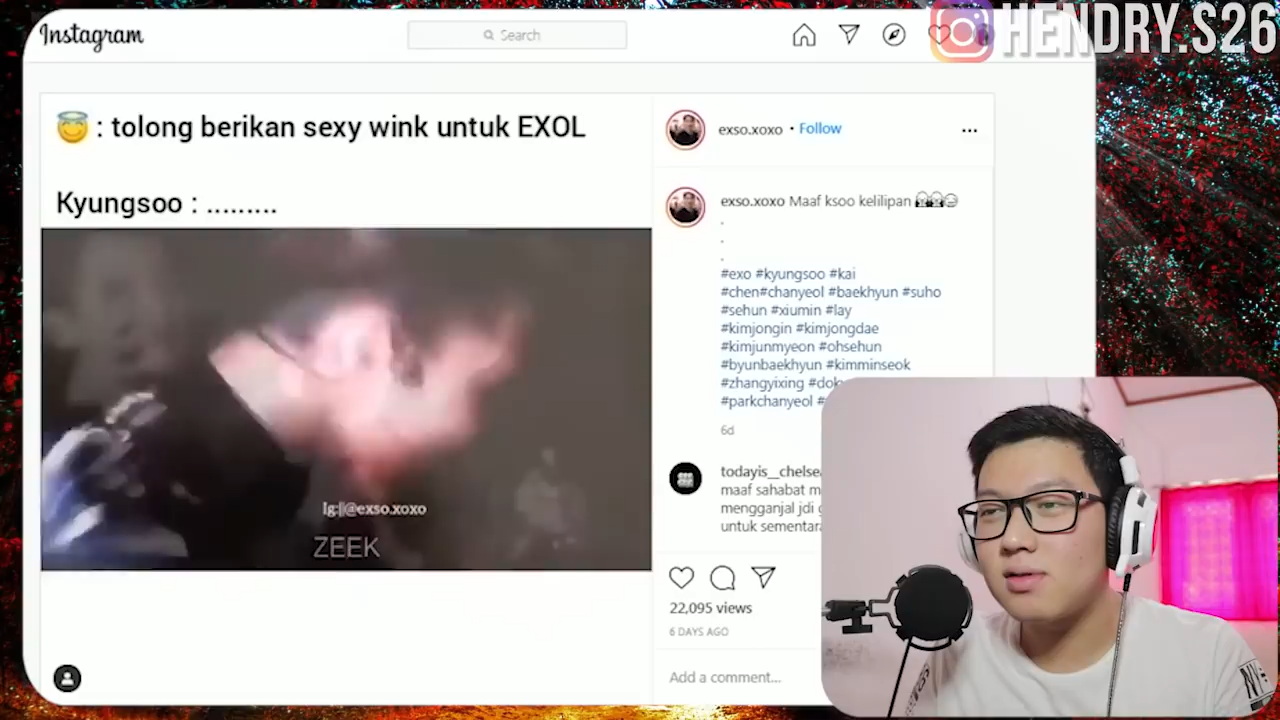 Instagram
Search
HENDRY.S26
: tolong berikan sexy wink untuk EXOL
Kyungsoo : .........
Ig:||@exso.xoxo
ZEEK
exso.xoxo • Follow
exso.xoxo Maaf ksoo kelilipan
.
.
.
#exo #kyungsoo #kai
#chen#chanyeol #baekhyun #suho
#sehun #xiumin #lay
#kimjongin #kimjongdae
#kimjunmyeon #ohsehun
#byunbaekhyun #kimminseok
#zhangyixing
#parkchanyeol
6d
maaf sahabat
mengganjal jdi
untuk sementara
22,095 views
6 DAYS AGO
Add a comment...